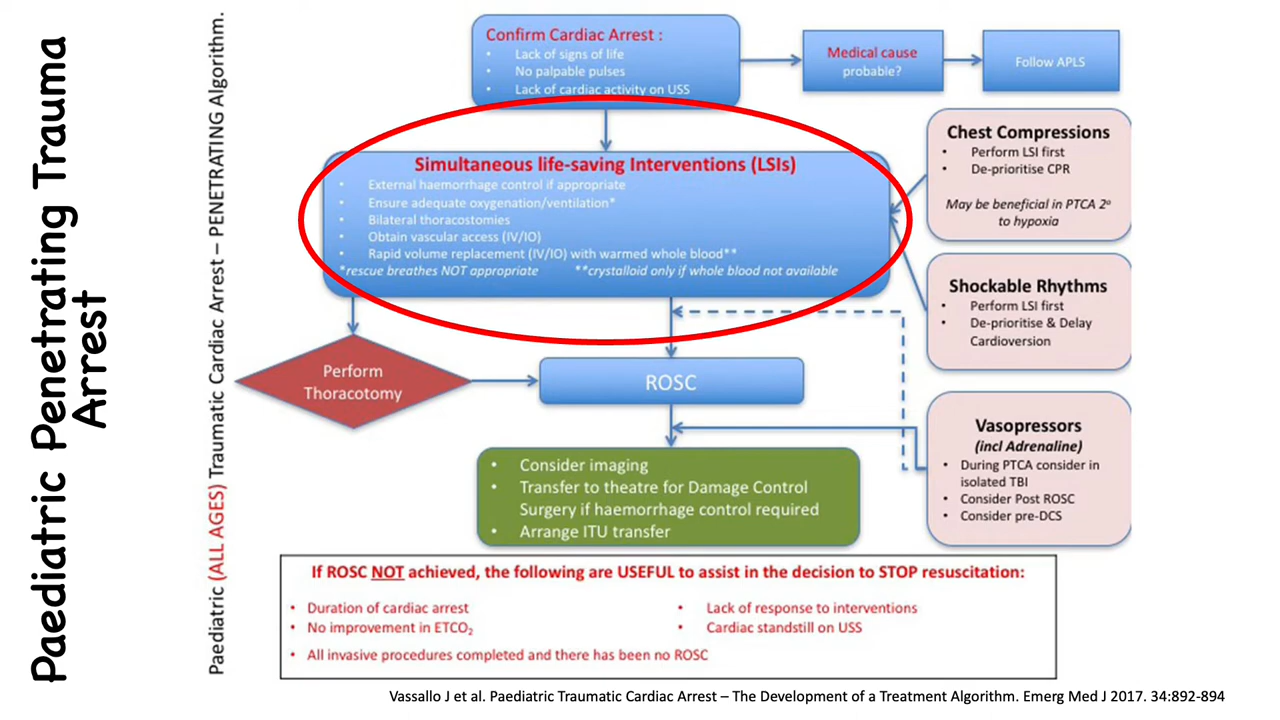 Paediatric Penetrating Trauma
Arrest
Paediatric (ALL AGES) Traumatic Cardiac Arrest – PENETRATING Algorithm.
Confirm Cardiac Arrest :
• Lack of signs of life
• No palpable pulses
• Lack of cardiac activity on USS
Medical cause
probable?
Follow APLS
Simultaneous life-saving Interventions (LSIs)
• External haemorrhage control if appropriate
• Ensure adequate oxygenation/ventilation*
• Bilateral thoracostomies
• Obtain vascular access (IV/IO)
• Rapid volume replacement (IV/IO) with warmed whole blood**
*rescue breathes NOT appropriate **crystalloid only if whole blood not available
Chest Compressions
• Perform LSI first
• De-prioritise CPR
May be beneficial in PTCA 2º
to hypoxia
Shockable Rhythms
• Perform LSI first
• De-prioritise & Delay
Cardioversion
Perform
Thoracotomy
ROSC
Vasopressors
(incl Adrenaline)
• During PTCA consider in
isolated TBI
• Consider Post ROSC
• Consider pre-DCS
• Consider imaging
• Transfer to theatre for Damage Control
Surgery if haemorrhage control required
• Arrange ITU transfer
If ROSC NOT achieved, the following are USEFUL to assist in the decision to STOP resuscitation:
• Duration of cardiac arrest
• No improvement in ETCO₂
• Lack of response to interventions
• Cardiac standstill on USS
• All invasive procedures completed and there has been no ROSC
Vassallo J et al. Paediatric Traumatic Cardiac Arrest – The Development of a Treatment Algorithm. Emerg Med J 2017. 34:892-894